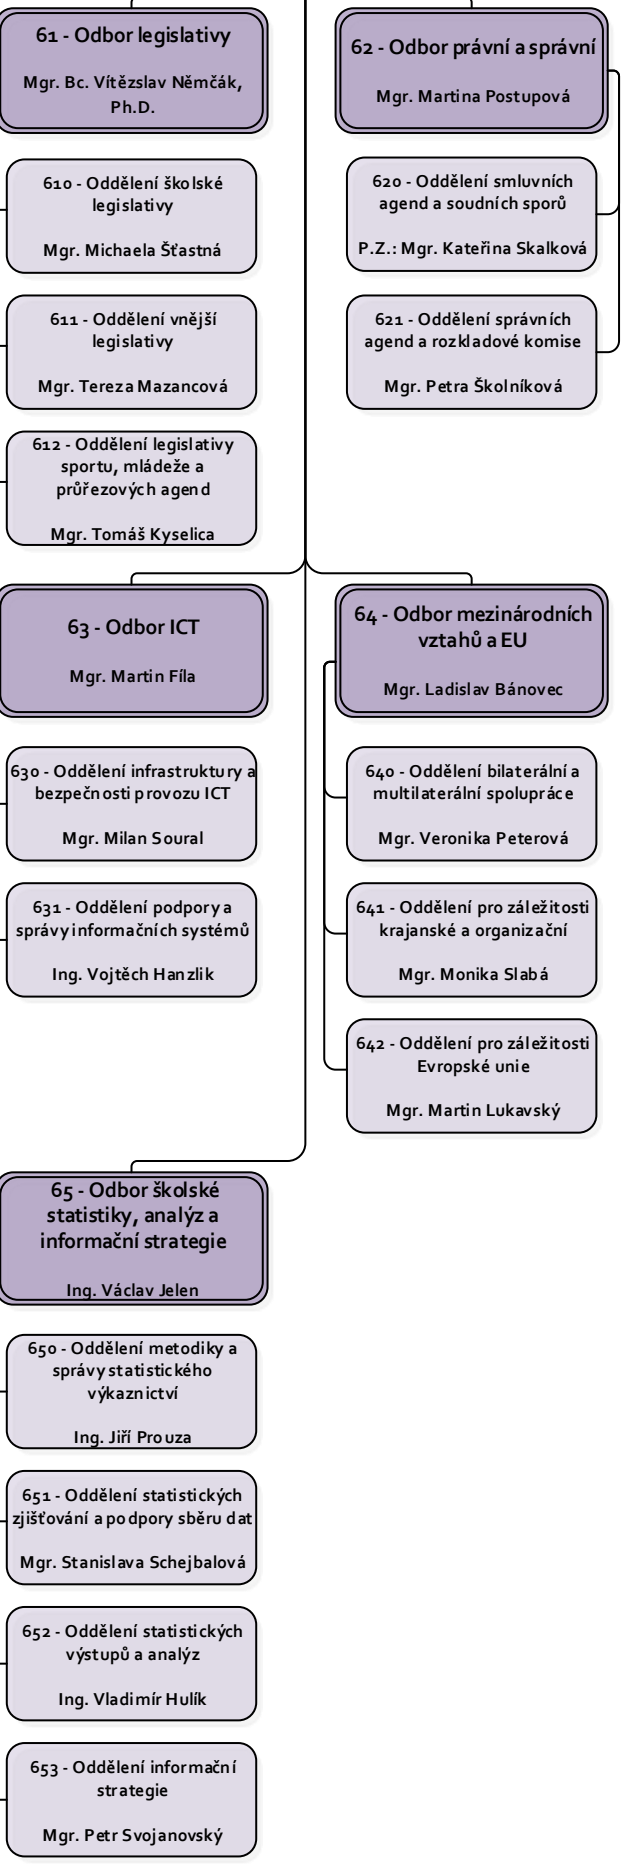 61 - Odbor legislativy
Mgr. Bc. Vítězslav Němčák,
Ph.D.
610 - Oddělení školské
legislativy
Mgr. Michaela Šťastná
611 - Oddělení vnější
legislativy
Mgr. Tereza Mazancová
612 - Oddělení legislativy
sportu, mládeže a
průřezových agend
Mgr. Tomáš Kyselica
62 - Odbor právní a správní
Mgr. Martina Postupová
620 - Oddělení smluvních
agend a soudních sporů
P.Z.: Mgr. Kateřina Skalková
621 - Oddělení správních
agend a rozkladové komise
Mgr. Petra Školníková
63 - Odbor ICT
Mgr. Martin Fíla
630 - Oddělení infrastruktury a
bezpečnosti provozu ICT
Mgr. Milan Soural
631 - Oddělení podpory a
správy informačních systémů
Ing. Vojtěch Hanzlik
64 - Odbor mezinárodních
vztahů a EU
Mgr. Ladislav Bánovec
640 - Oddělení bilaterální a
multilaterální spolupráce
Mgr. Veronika Peterová
641 - Oddělení pro záležitosti
krajanské a organizační
Mgr. Monika Slabá
642 - Oddělení pro záležitosti
Evropské unie
Mgr. Martin Lukavský
65 - Odbor školské
statistiky, analýz a
informační strategie
Ing. Václav Jelen
650 - Oddělení metodiky a
správy statistického
výkaznictví
Ing. Jiří Prouza
651 - Oddělení statistických
zjišťování a podpory sběru dat
Mgr. Stanislava Schejbalová
652 - Oddělení statistických
výstupů a analýz
Ing. Vladimír Hulík
653 - Oddělení informační
strategie
Mgr. Petr Svojanovský